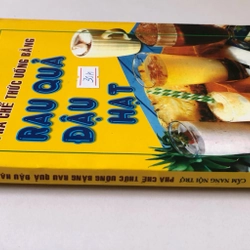 PHA CHẾ THỨC UỐNG BẰNG
RAU QUẢ
ĐẬU
HẠT
CẨM NANG NỘI TRỢ PHA CHẾ THỨC UỐNG BẰNG RAU QUẢ ĐẬU HẠT